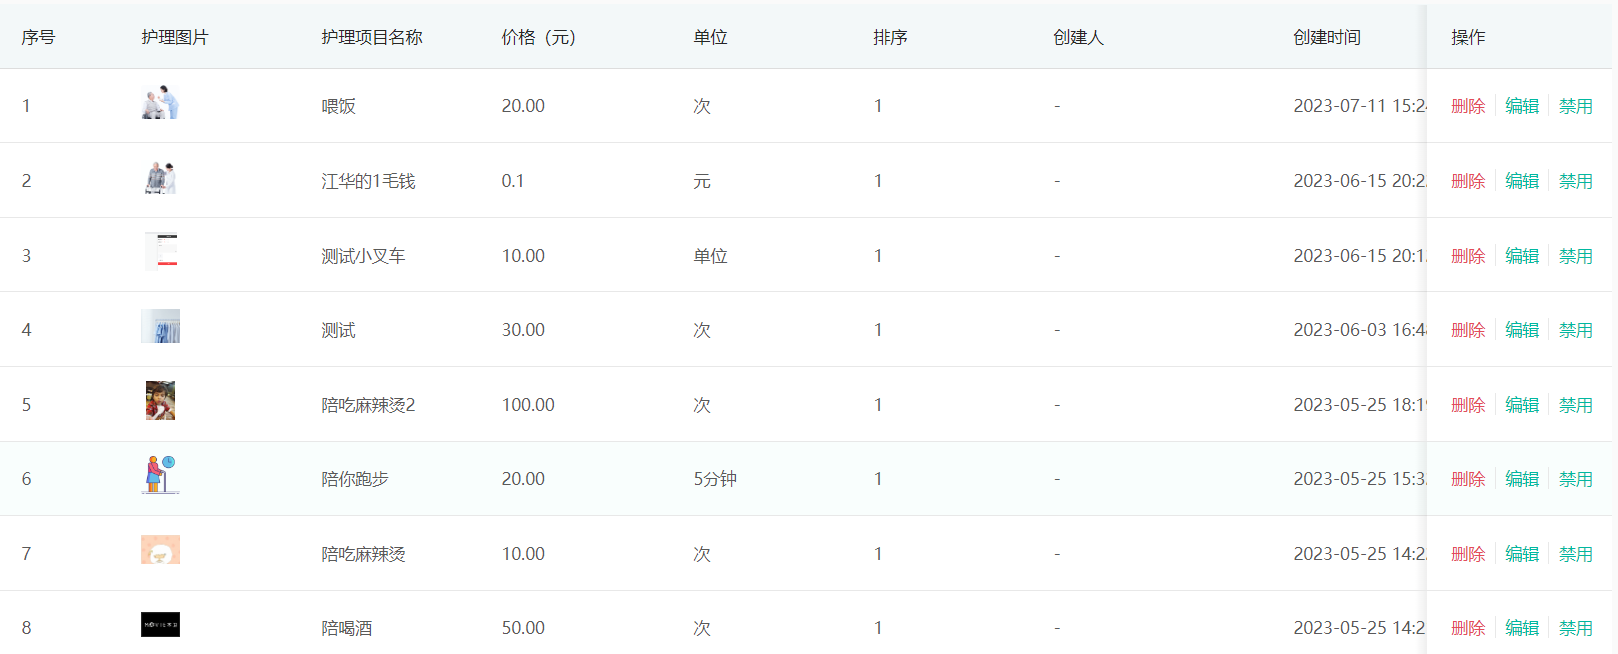 序号 护理图片 护理项目名称 价格（元） 单位 排序 创建人 创建时间 操作
1 喂饭 20.00 次 1 - 2023-07-11 15:2 删除 编辑 禁用
2 江华的1毛钱 0.1 元 1 - 2023-06-15 20:2 删除 编辑 禁用
3 测试小叉车 10.00 单位 1 - 2023-06-15 20:1 删除 编辑 禁用
4 测试 30.00 次 1 - 2023-06-03 16:4 删除 编辑 禁用
5 陪吃麻辣烫2 100.00 次 1 - 2023-05-25 18:1 删除 编辑 禁用
6 陪你跑步 20.00 5分钟 1 - 2023-05-25 15:3 删除 编辑 禁用
7 陪吃麻辣烫 10.00 次 1 - 2023-05-25 14:2 删除 编辑 禁用
8 陪喝酒 50.00 次 1 - 2023-05-25 14:2 删除 编辑 禁用